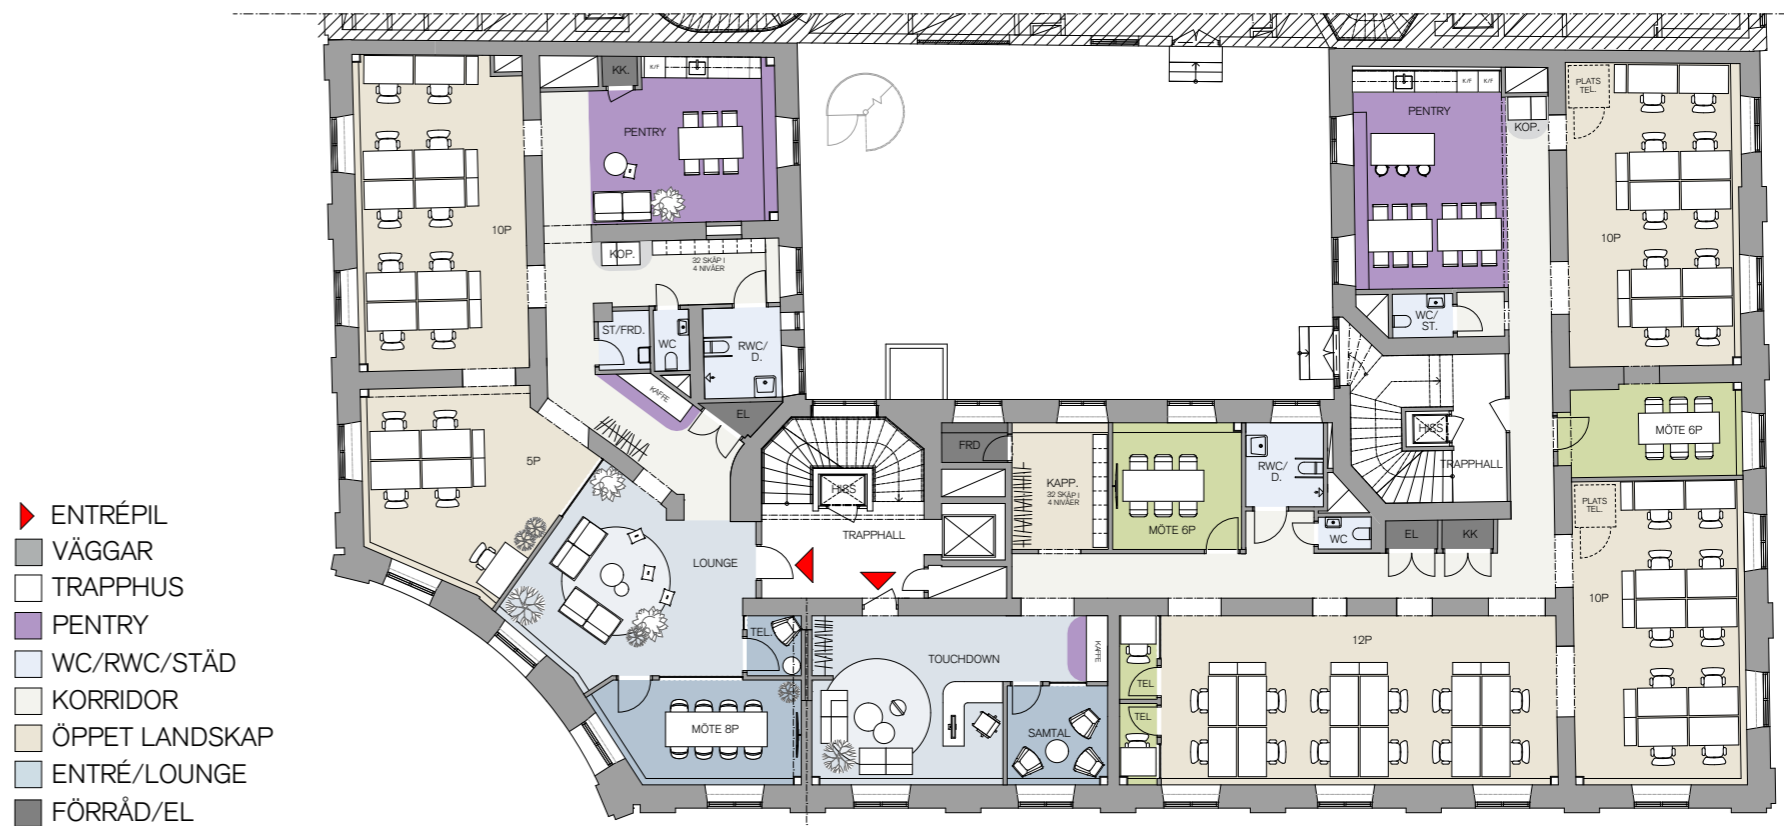 KK.
K/F
PENTRY
10P
KOP.
32 SKÅP I
4 NIVÅER
ST/FRD.
WC
RWC/
D.
KAFFE
EL
5P
HISS
TRAPPHALL
LOUNGE
TEL.
MÖTE 8P
FRD
KAPP.
32 SKÅP I
4 NIVÅER
MÖTE 6P
RWC/
D.
WC
EL
KK
TOUCHDOWN
KAFFE
SAMTAL
TEL
TEL
12P
K/F
K/F
PENTRY
KOP.
PLATS
TEL.
10P
WC/
ST.
HISS
TRAPPHALL
MÖTE 6P
PLATS
TEL.
10P
ENTRÉPIL
VÄGGAR
TRAPPHUS
PENTRY
WC/RWC/STÄD
KORRIDOR
ÖPPET LANDSKAP
ENTRÉ/LOUNGE
FÖRRÅD/EL